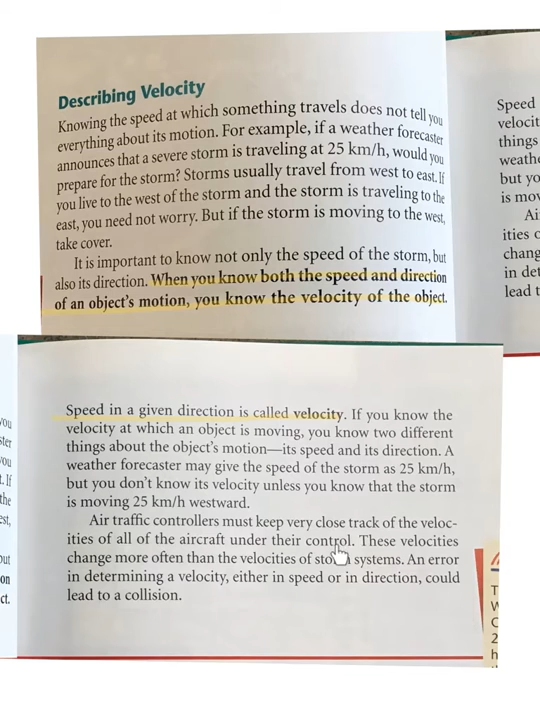 Describing Velocity
Knowing the speed at which something travels does not tell you
everything about its motion. For example, if a weather forecaster
announces that a severe storm is traveling at 25 km/h, would you
prepare for the storm? Storms usually travel from west to east. If
you live to the west of the storm and the storm is traveling to the
east, you need not worry. But if the storm is moving to the west,
take cover.
It is important to know not only the speed of the storm, but
also its direction. When you know both the speed and direction
of an object's motion, you know the velocity of the object.
Speed
things
but yo
is mov
Ai
ities o
chang
in det
lead t
Speed in a given direction is called velocity. If you know the
velocity at which an object is moving, you know two different
things about the object's motion—its speed and its direction. A
weather forecaster may give the speed of the storm as 25 km/h,
but you don't know its velocity unless you know that the storm
is moving 25 km/h westward.
Air traffic controllers must keep very close track of the veloc-
ities of all of the aircraft under their control. These velocities
change more often than the velocities of storm systems. An error
in determining a velocity, either in speed or in direction, could
lead to a collision.